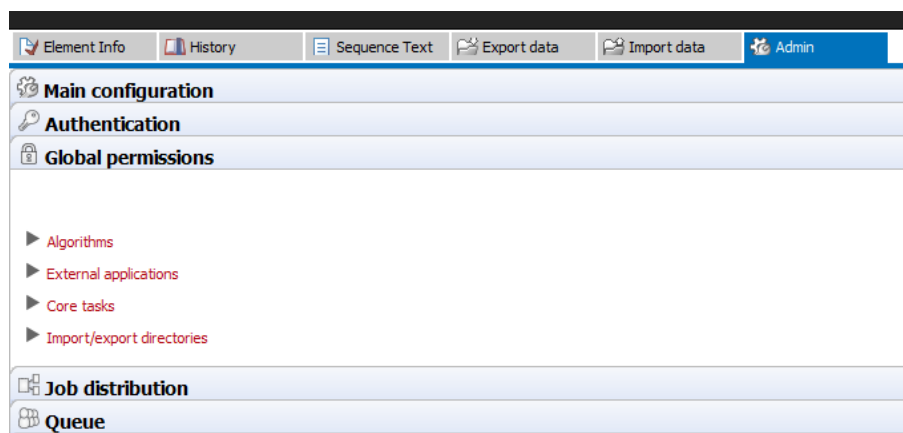 Element Info History Sequence Text Export data Import data Admin
Main configuration
Authentication
Global permissions
Algorithms
External applications
Core tasks
Import/export directories
Job distribution
Queue